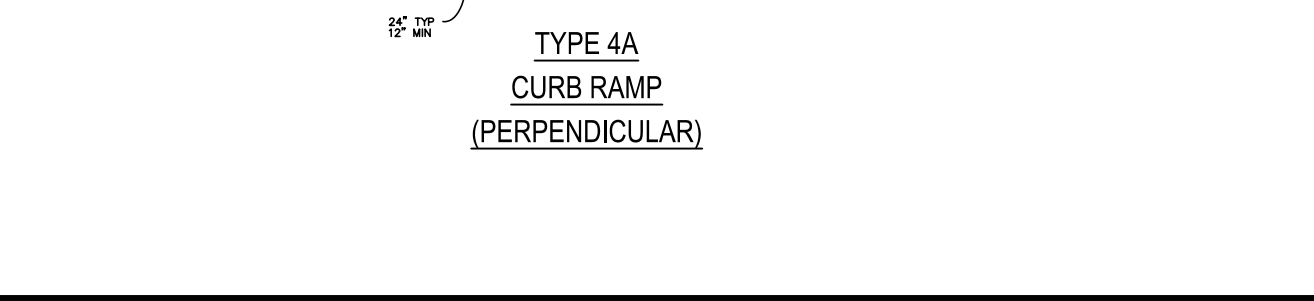 24" TYP
12" MIN
TYPE 4A
CURB RAMP
(PERPENDICULAR)